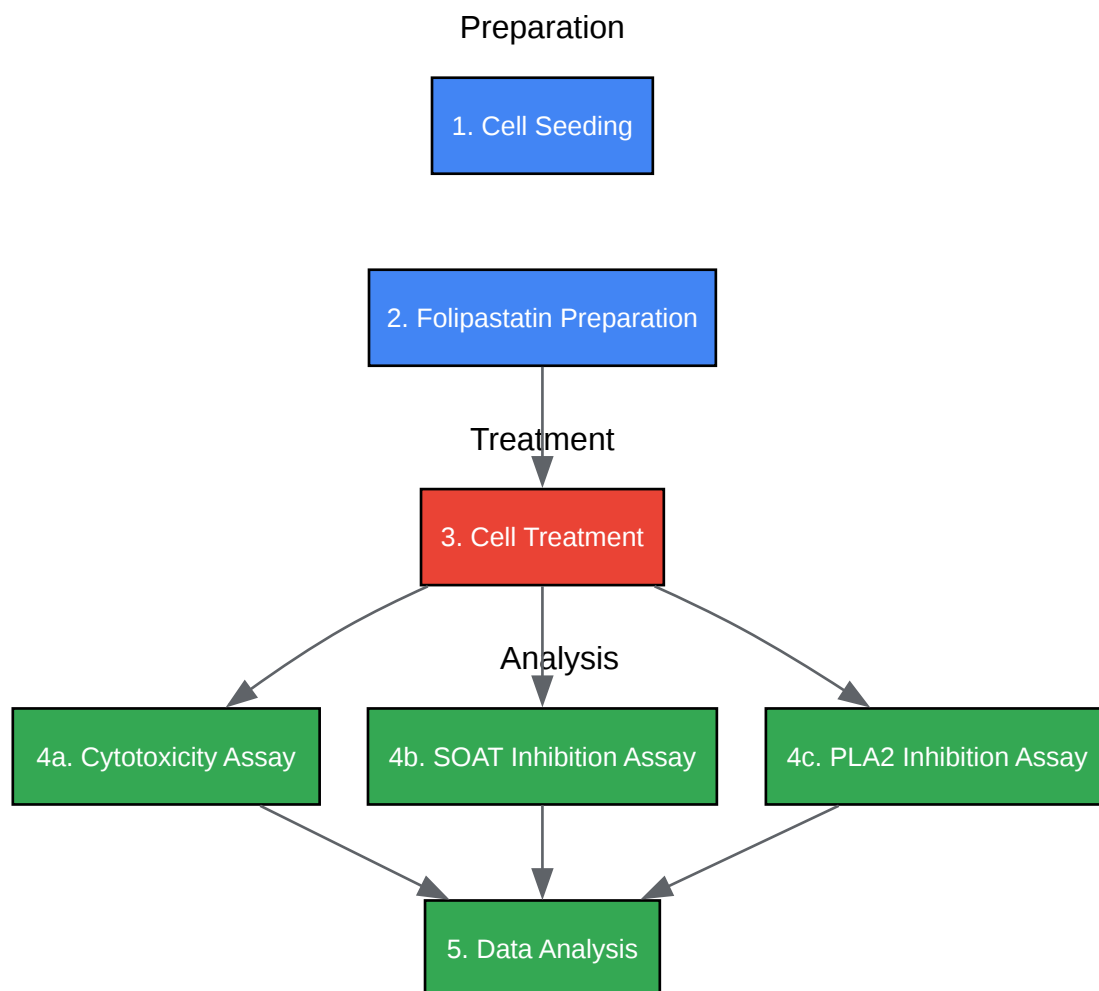 Preparation
1. Cell Seeding
2. Folipastatin Preparation
Treatment
3. Cell Treatment
Analysis
4a. Cytotoxicity Assay
4b. SOAT Inhibition Assay
4c. PLA2 Inhibition Assay
5. Data Analysis